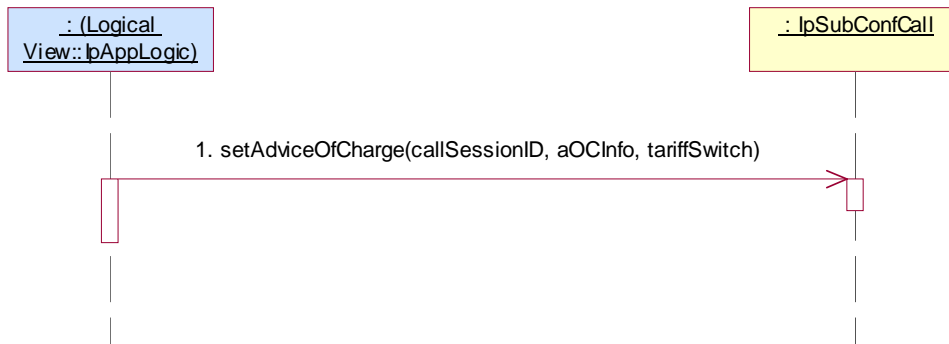 : (Logical
View::IpAppLogic)
: IpSubConfCall
1. setAdviceOfCharge(callSessionID, aOCInfo, tariffSwitch)